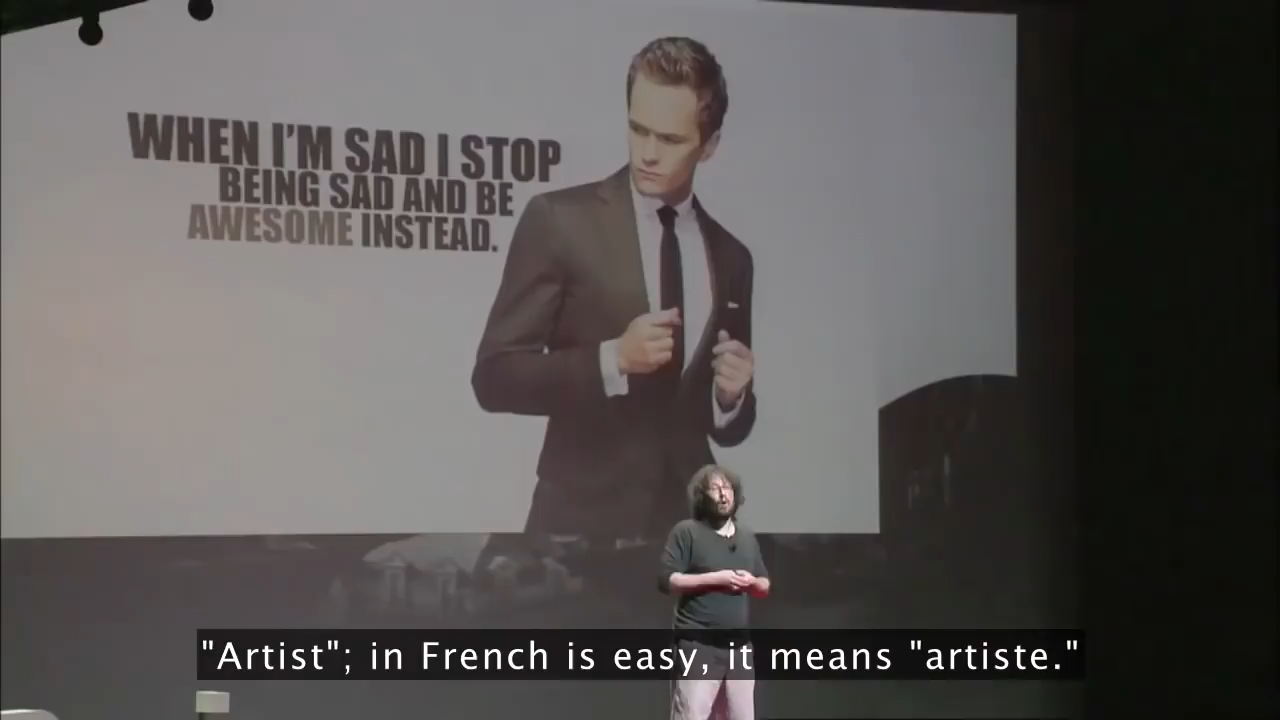 WHEN I'M SAD I STOP
BEING SAD AND BE
AWESOME INSTEAD.
"Artist"; in French is easy, it means "artiste."